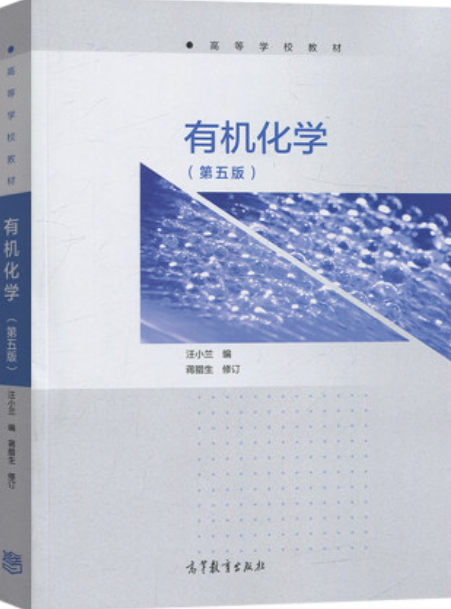 ● 高等学校教材
有机化学
（第五版）
汪小兰 编
蒋腊生 修订
高等教育出版社
● 高等学校教材
有机化学
（第五版）
汪小兰 编 蒋腊生 修订